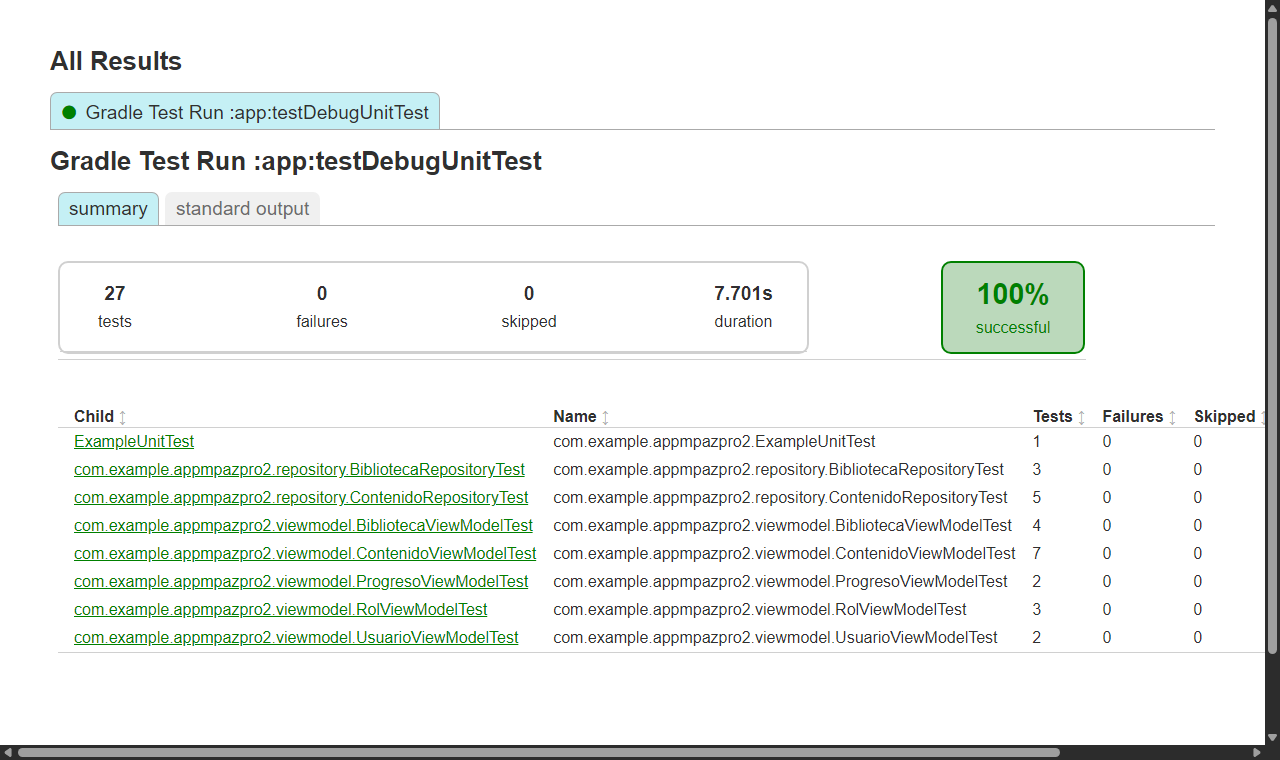 All Results
Gradle Test Run :app:testDebugUnitTest
Gradle Test Run :app:testDebugUnitTest
summary standard output
27 0 0 7.701s 100%
tests failures skipped duration successful
Child Name Tests Failures Skipped
ExampleUnitTest com.example.appmpazpro2.ExampleUnitTest 1 0 0
com.example.appmpazpro2.repository.BibliotecaRepositoryTest com.example.appmpazpro2.repository.BibliotecaRepositoryTest 3 0 0
com.example.appmpazpro2.repository.ContenidoRepositoryTest com.example.appmpazpro2.repository.ContenidoRepositoryTest 5 0 0
com.example.appmpazpro2.viewmodel.BibliotecaViewModelTest com.example.appmpazpro2.viewmodel.BibliotecaViewModelTest 4 0 0
com.example.appmpazpro2.viewmodel.ContenidoViewModelTest com.example.appmpazpro2.viewmodel.ContenidoViewModelTest 7 0 0
com.example.appmpazpro2.viewmodel.ProgresoViewModelTest com.example.appmpazpro2.viewmodel.ProgresoViewModelTest 2 0 0
com.example.appmpazpro2.viewmodel.RolViewModelTest com.example.appmpazpro2.viewmodel.RolViewModelTest 3 0 0
com.example.appmpazpro2.viewmodel.UsuarioViewModelTest com.example.appmpazpro2.viewmodel.UsuarioViewModelTest 2 0 0